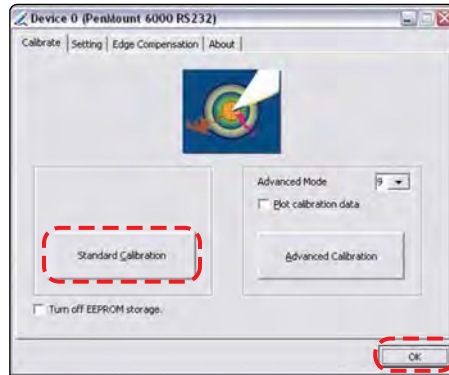 Device 0 (PenMount 6000 RS232)
Calibrate Setting Edge Compensation About
Advanced Mode 9
Plot calibration data
Standard Calibration Advanced Calibration
Turn off EEPROM storage.
OK